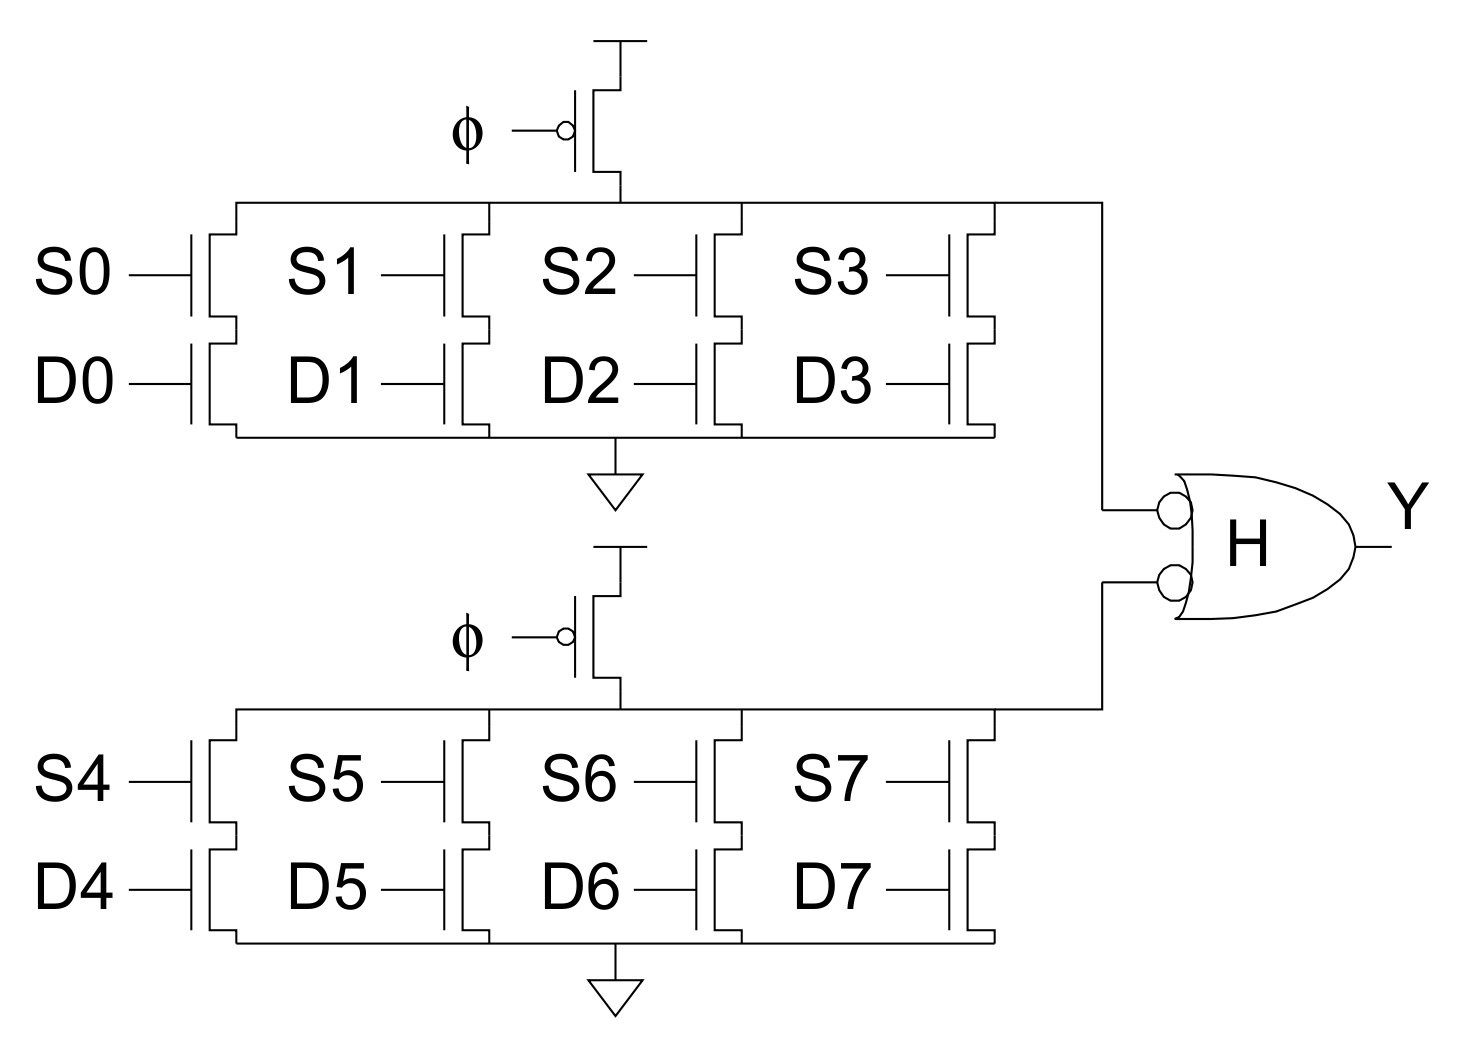 ϕ
S0 S1 S2 S3
D0 D1 D2 D3
Y
H
ϕ
S4 S5 S6 S7
D4 D5 D6 D7